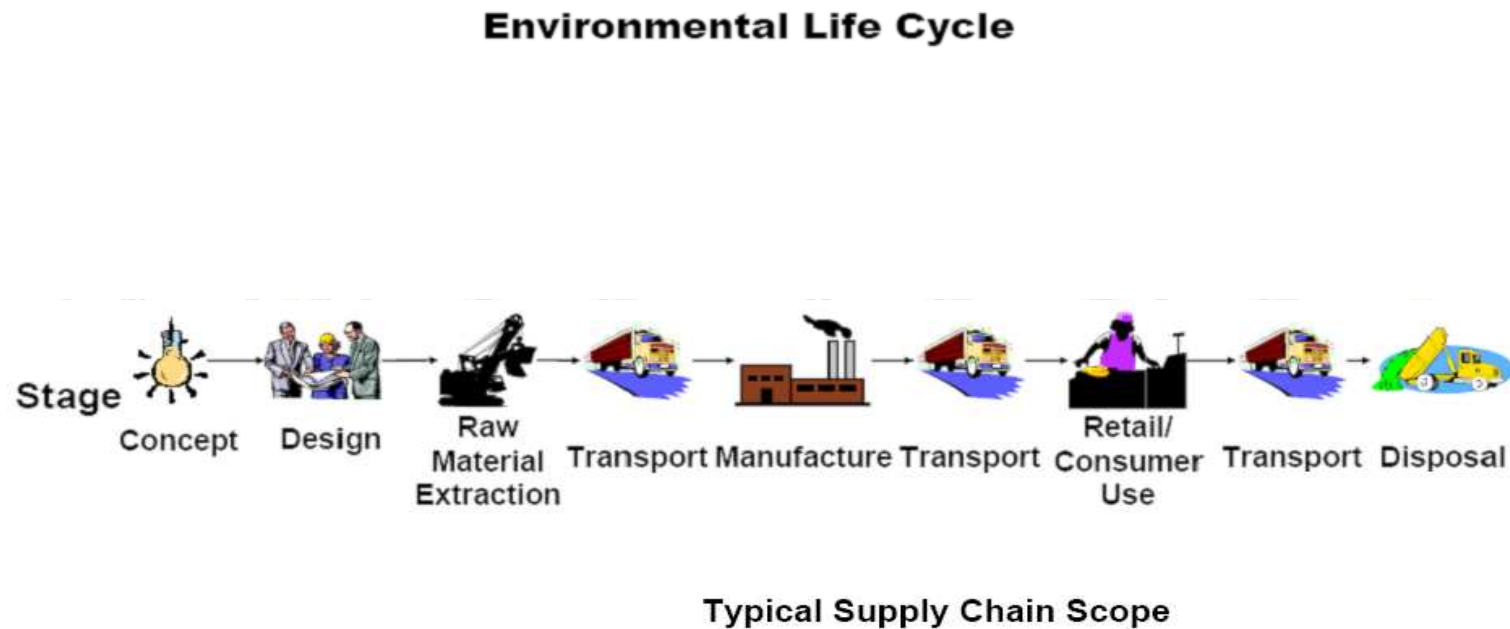 Environmental Life Cycle
Stage
Concept
Design
Raw
Material
Extraction
Transport
Manufacture
Transport
Retail/
Consumer
Use
Transport
Disposal
Typical Supply Chain Scope